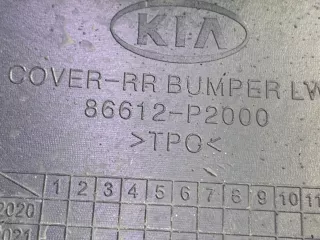 KIA
COVER-RR BUMPER LW
86612-P2000
>TPO<
1 2 3 4 5 6 7 8 9 10 11
2020
2021